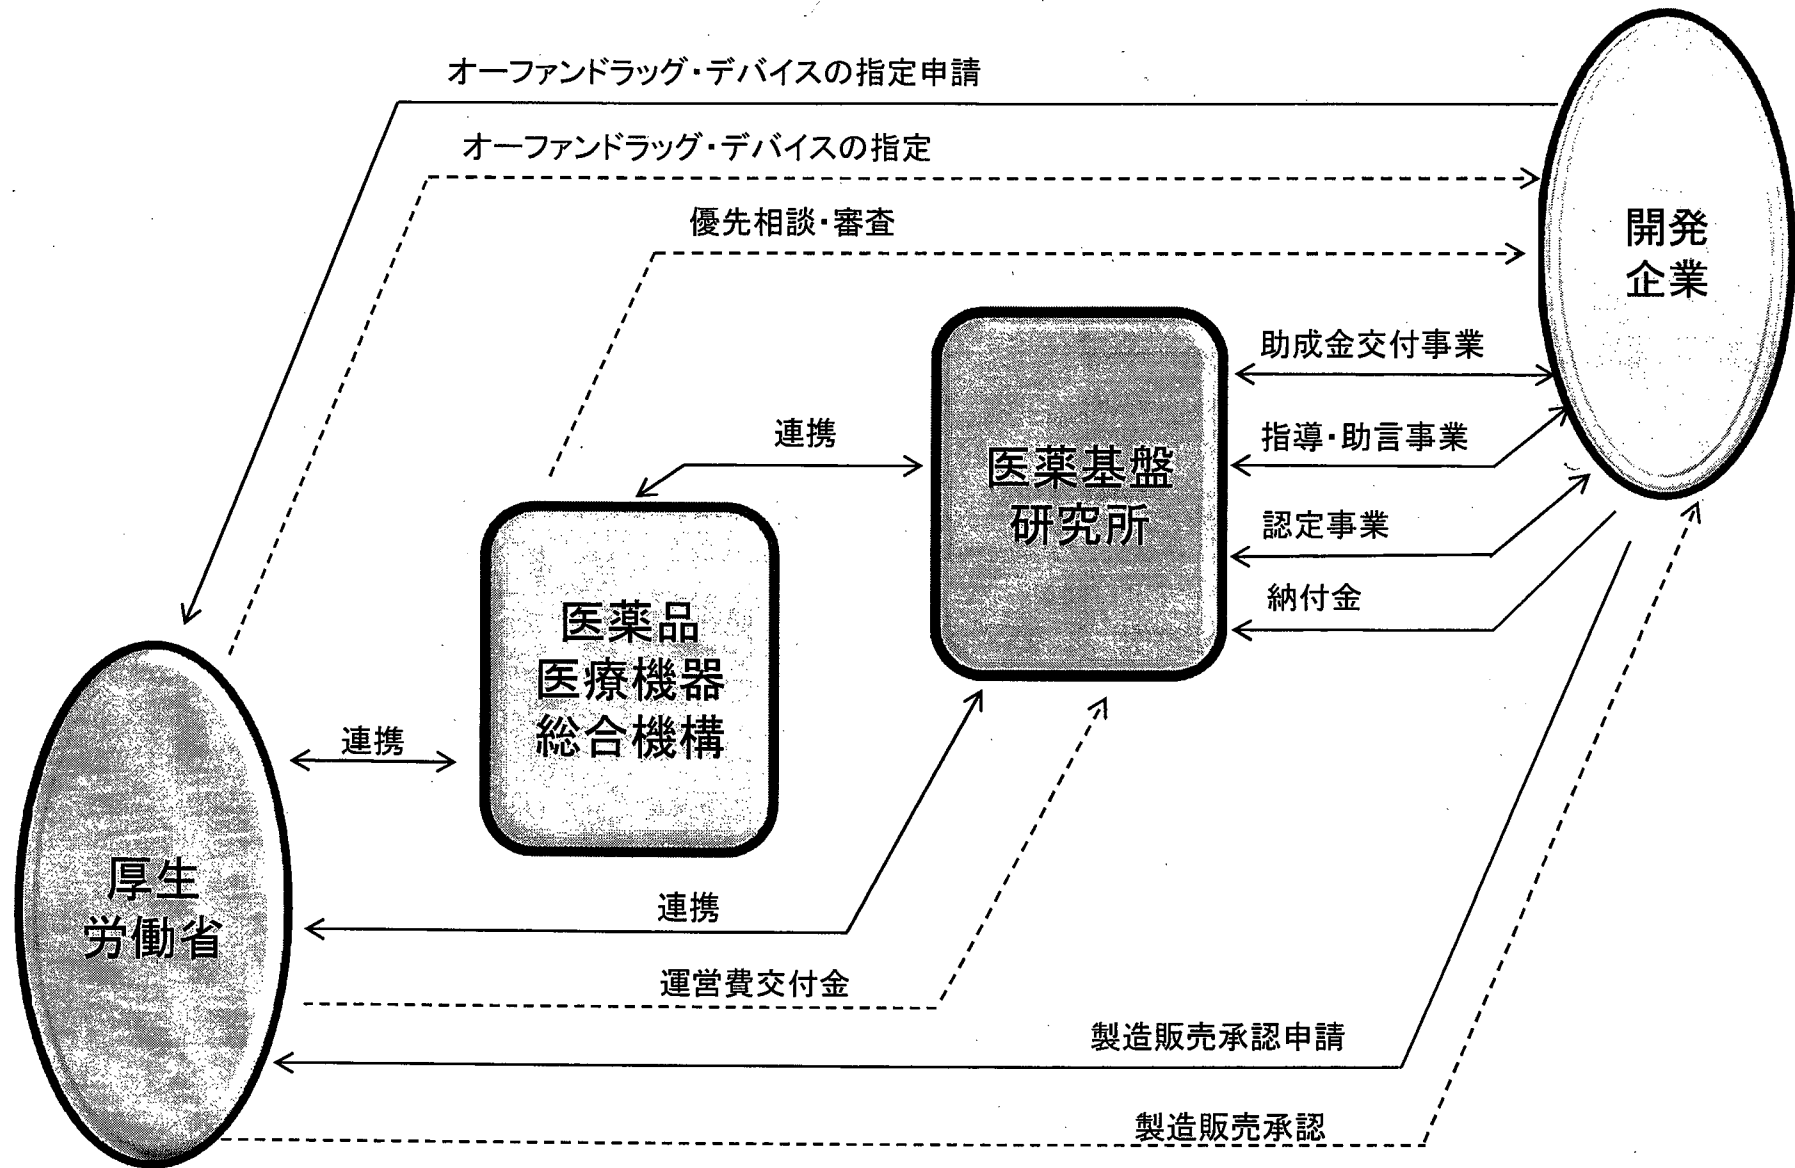 オーファンドラッグ・デバイスの指定申請
オーファンドラッグ・デバイスの指定
優先相談・審査
開発
企業
助成金交付事業
連携
指導・助言事業
医薬基盤
研究所
認定事業
納付金
医薬品
医療機器
総合機構
連携
厚生
労働省
連携
運営費交付金
製造販売承認申請
製造販売承認